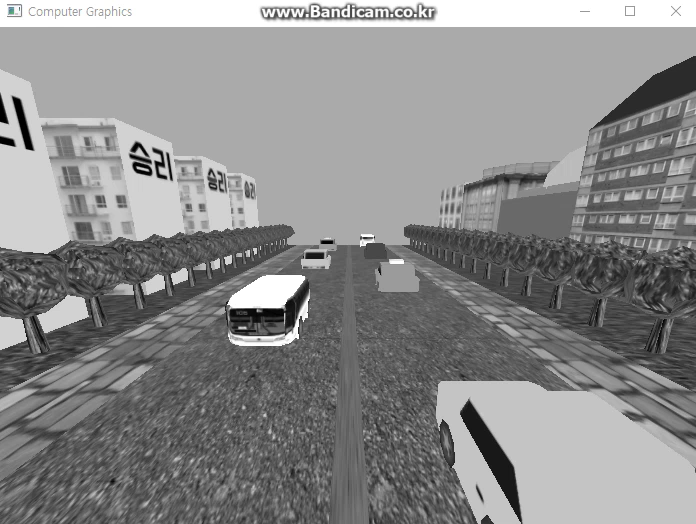 Computer Graphics
www.Bandicam.co.kr
리
승리
승리
승리